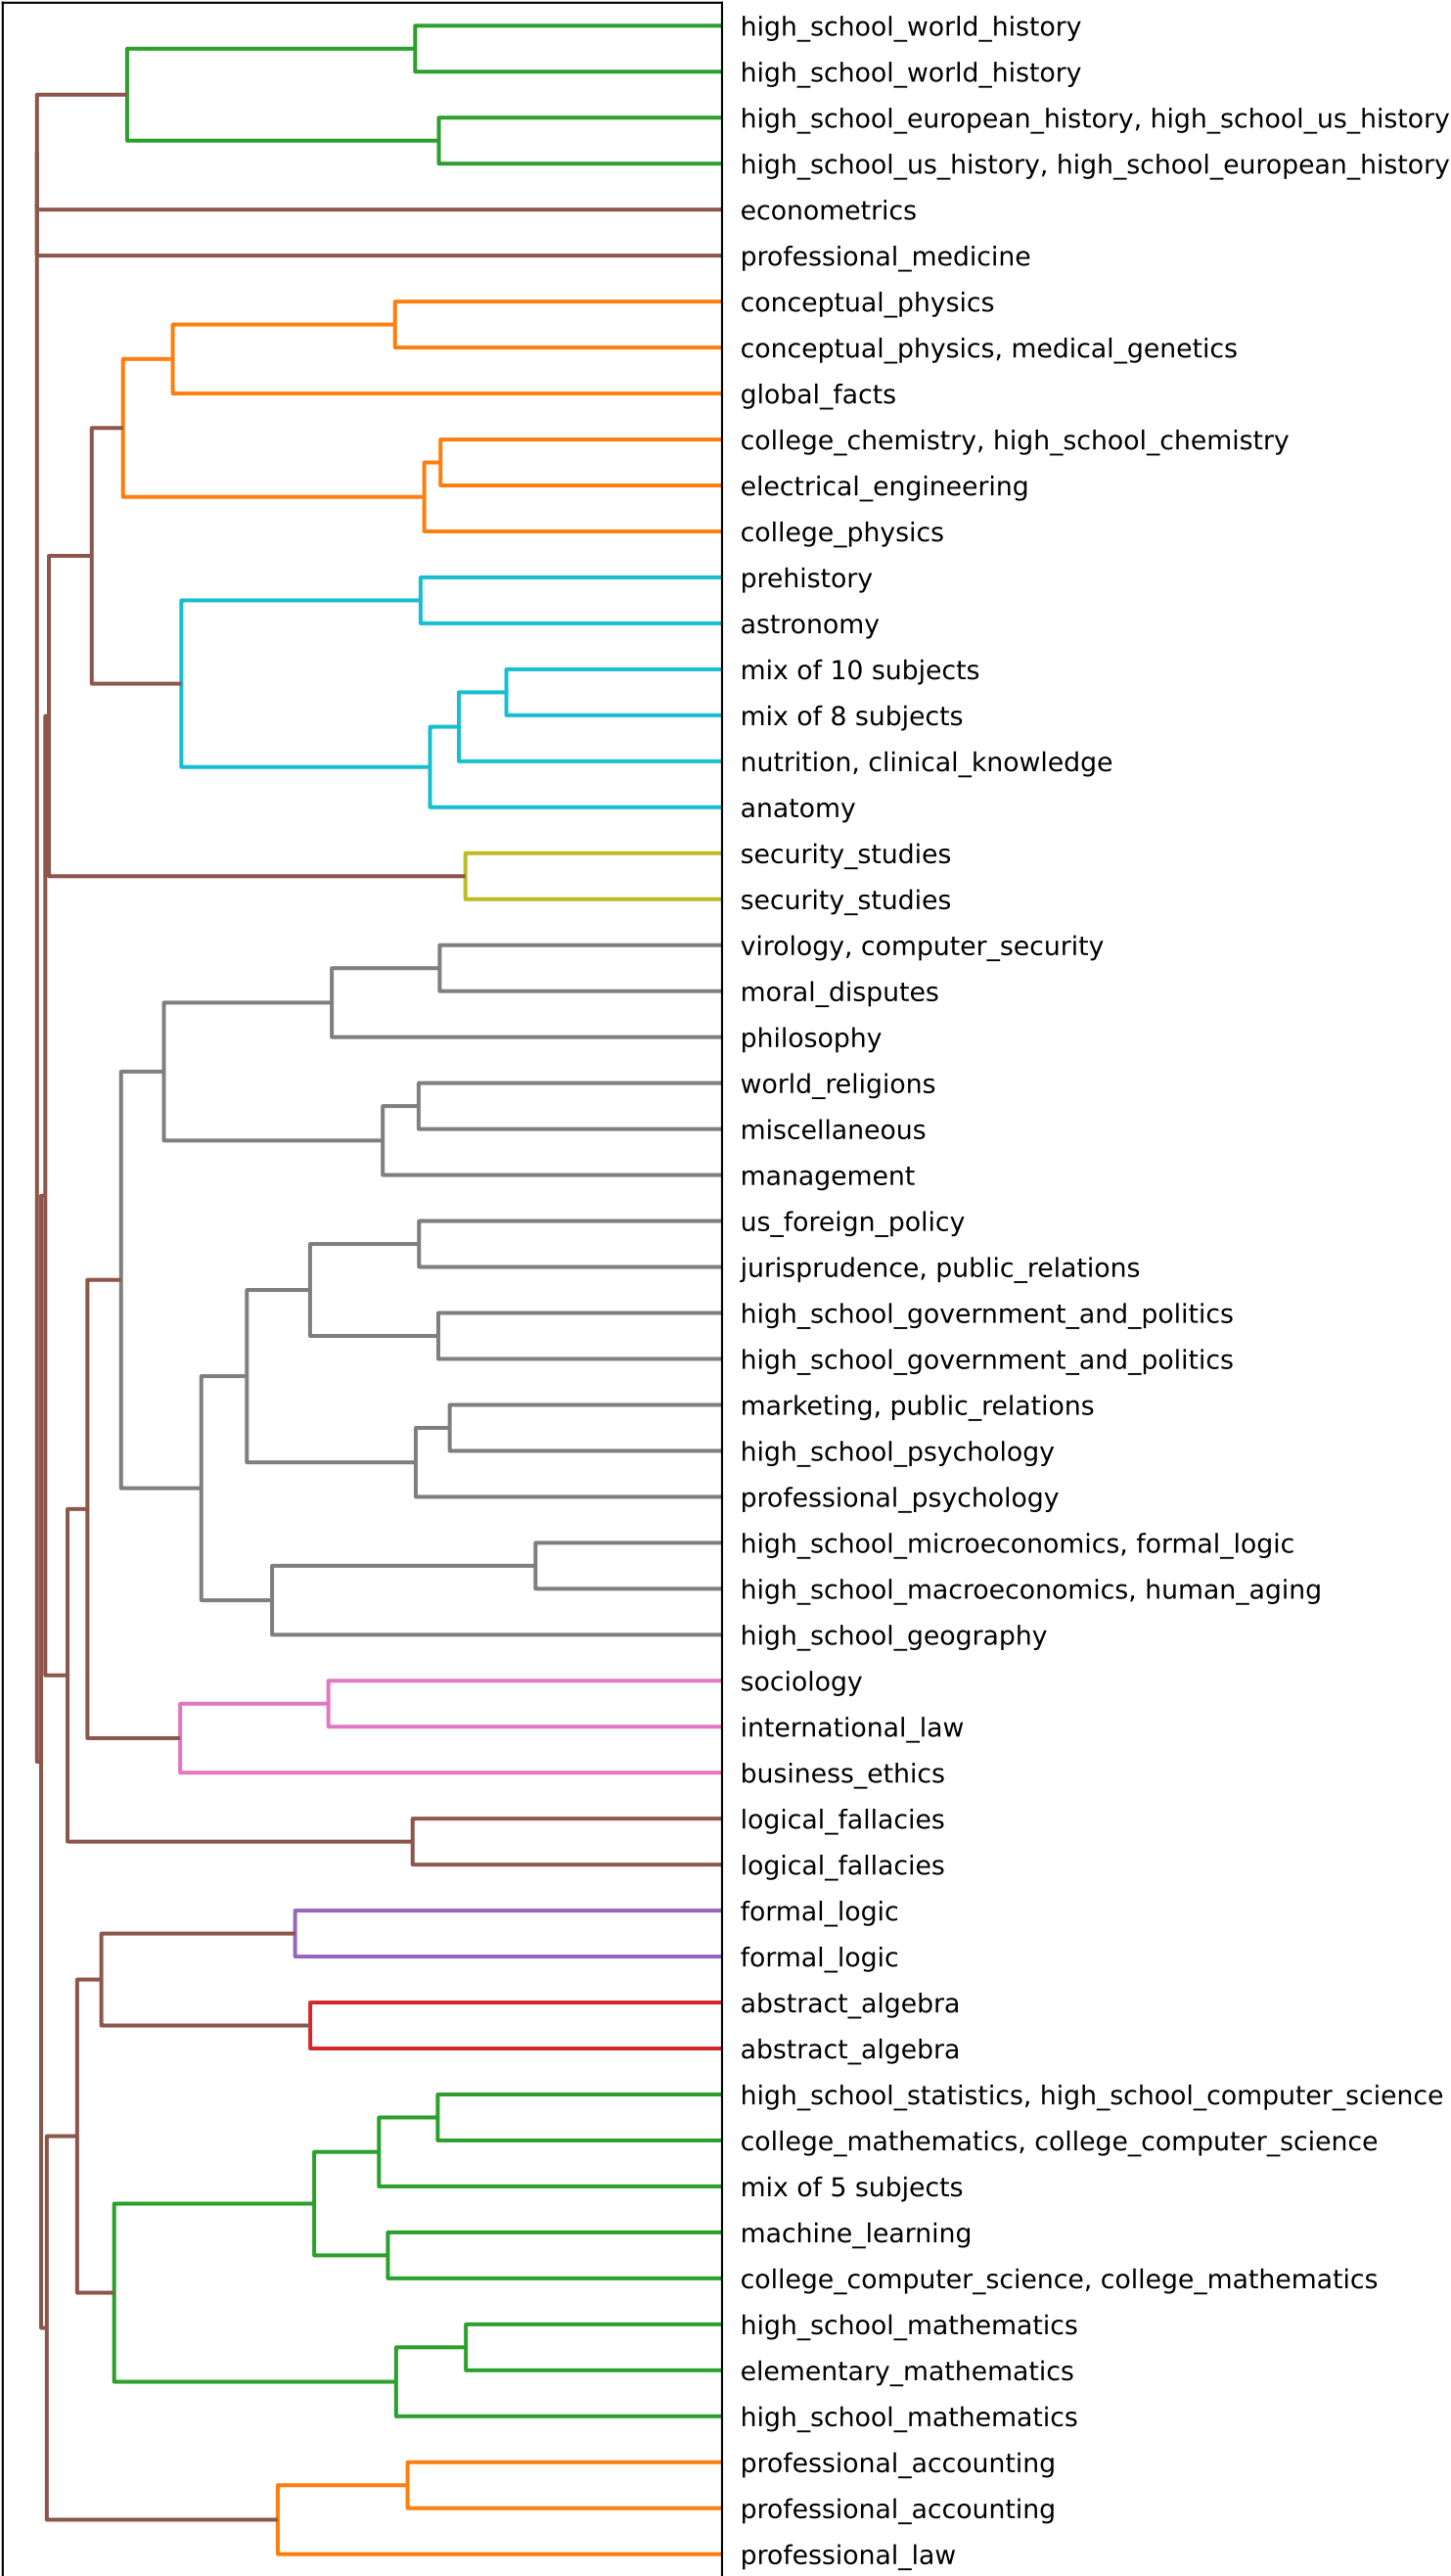 high_school_world_history
high_school_world_history
high_school_european_history, high_school_us_history
high_school_us_history, high_school_european_history
econometrics
professional_medicine
conceptual_physics
conceptual_physics, medical_genetics
global_facts
college_chemistry, high_school_chemistry
electrical_engineering
college_physics
prehistory
astronomy
mix of 10 subjects
mix of 8 subjects
nutrition, clinical_knowledge
anatomy
security_studies
security_studies
virology, computer_security
moral_disputes
philosophy
world_religions
miscellaneous
management
us_foreign_policy
jurisprudence, public_relations
high_school_government_and_politics
high_school_government_and_politics
marketing, public_relations
high_school_psychology
professional_psychology
high_school_microeconomics, formal_logic
high_school_macroeconomics, human_aging
high_school_geography
sociology
international_law
business_ethics
logical_fallacies
logical_fallacies
formal_logic
formal_logic
abstract_algebra
abstract_algebra
high_school_statistics, high_school_computer_science
college_mathematics, college_computer_science
mix of 5 subjects
machine_learning
college_computer_science, college_mathematics
high_school_mathematics
elementary_mathematics
high_school_mathematics
professional_accounting
professional_accounting
professional_law